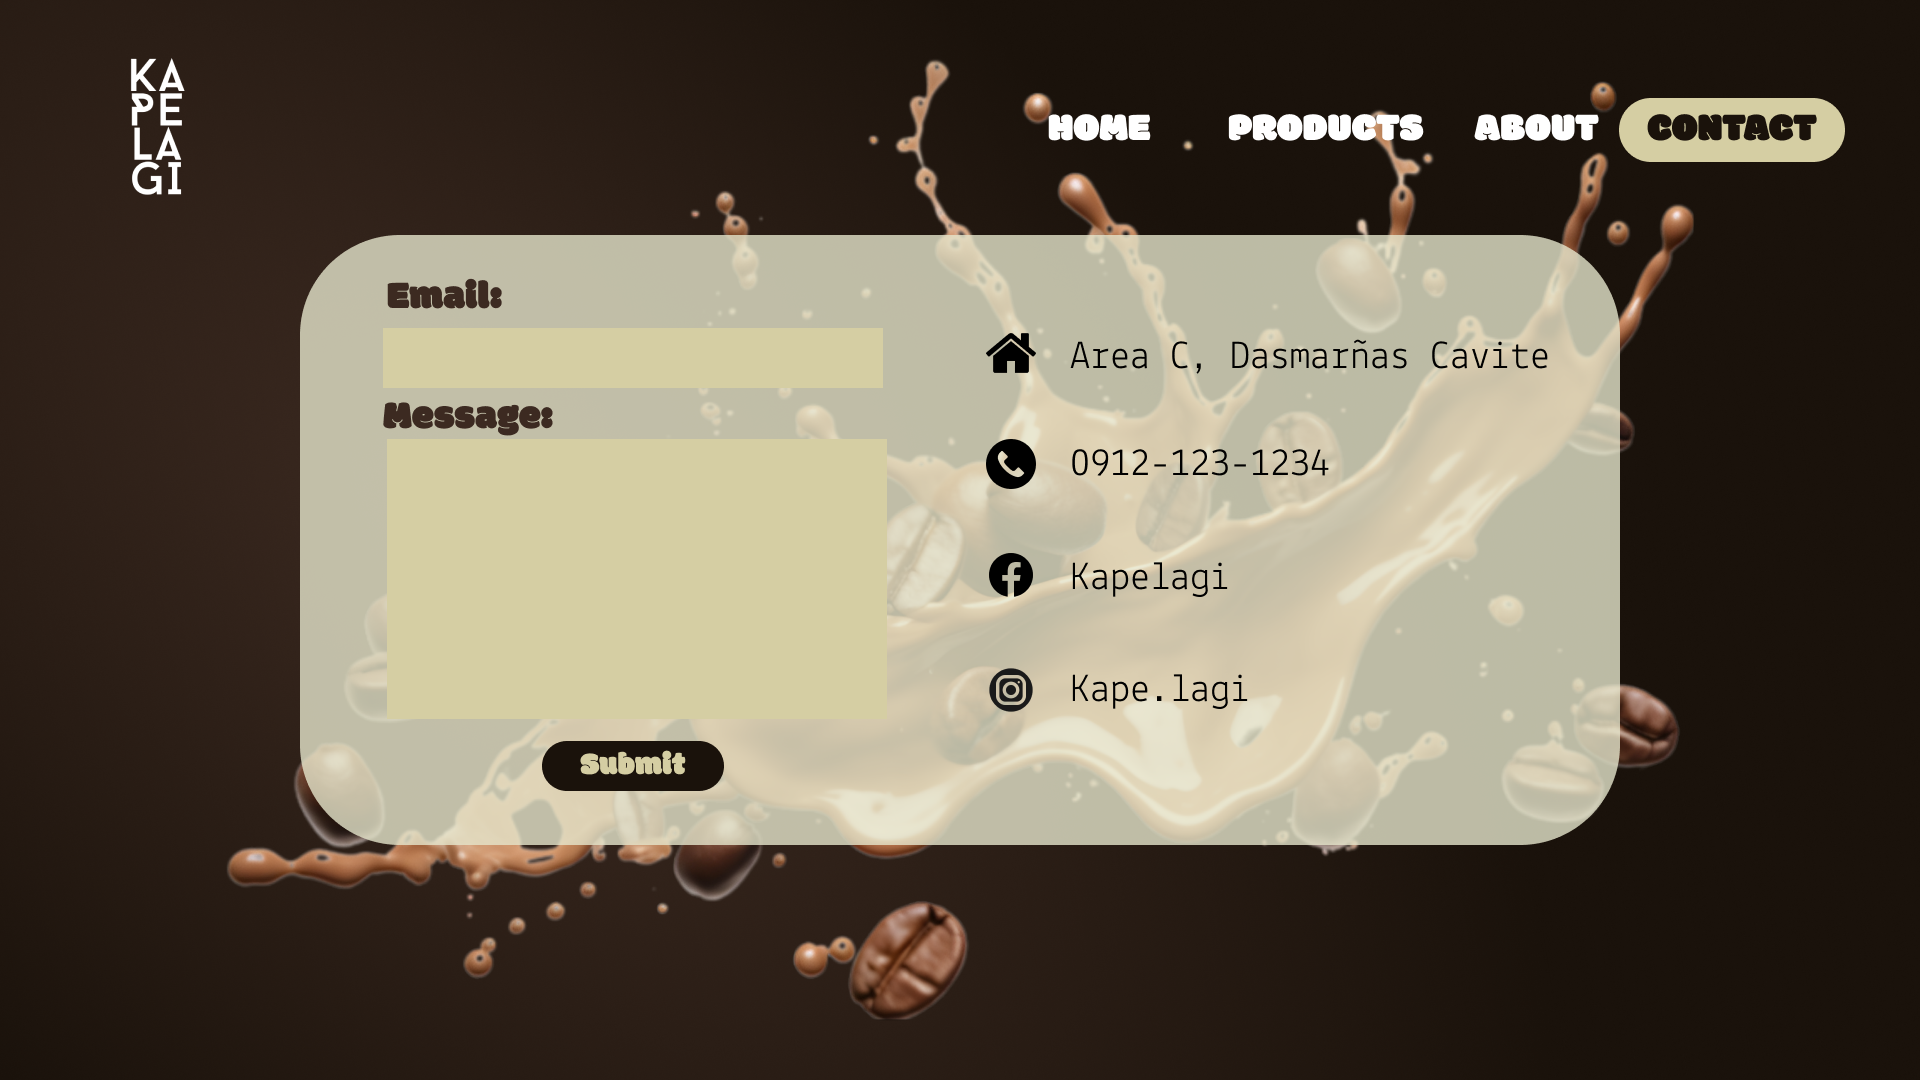 KA
PE
LA
GI
HOME PRODUCTS ABOUT CONTACT
Email:
Message:
Submit
Area C, Dasmarñas Cavite
0912-123-1234
Kapelagi
Kape.lagi